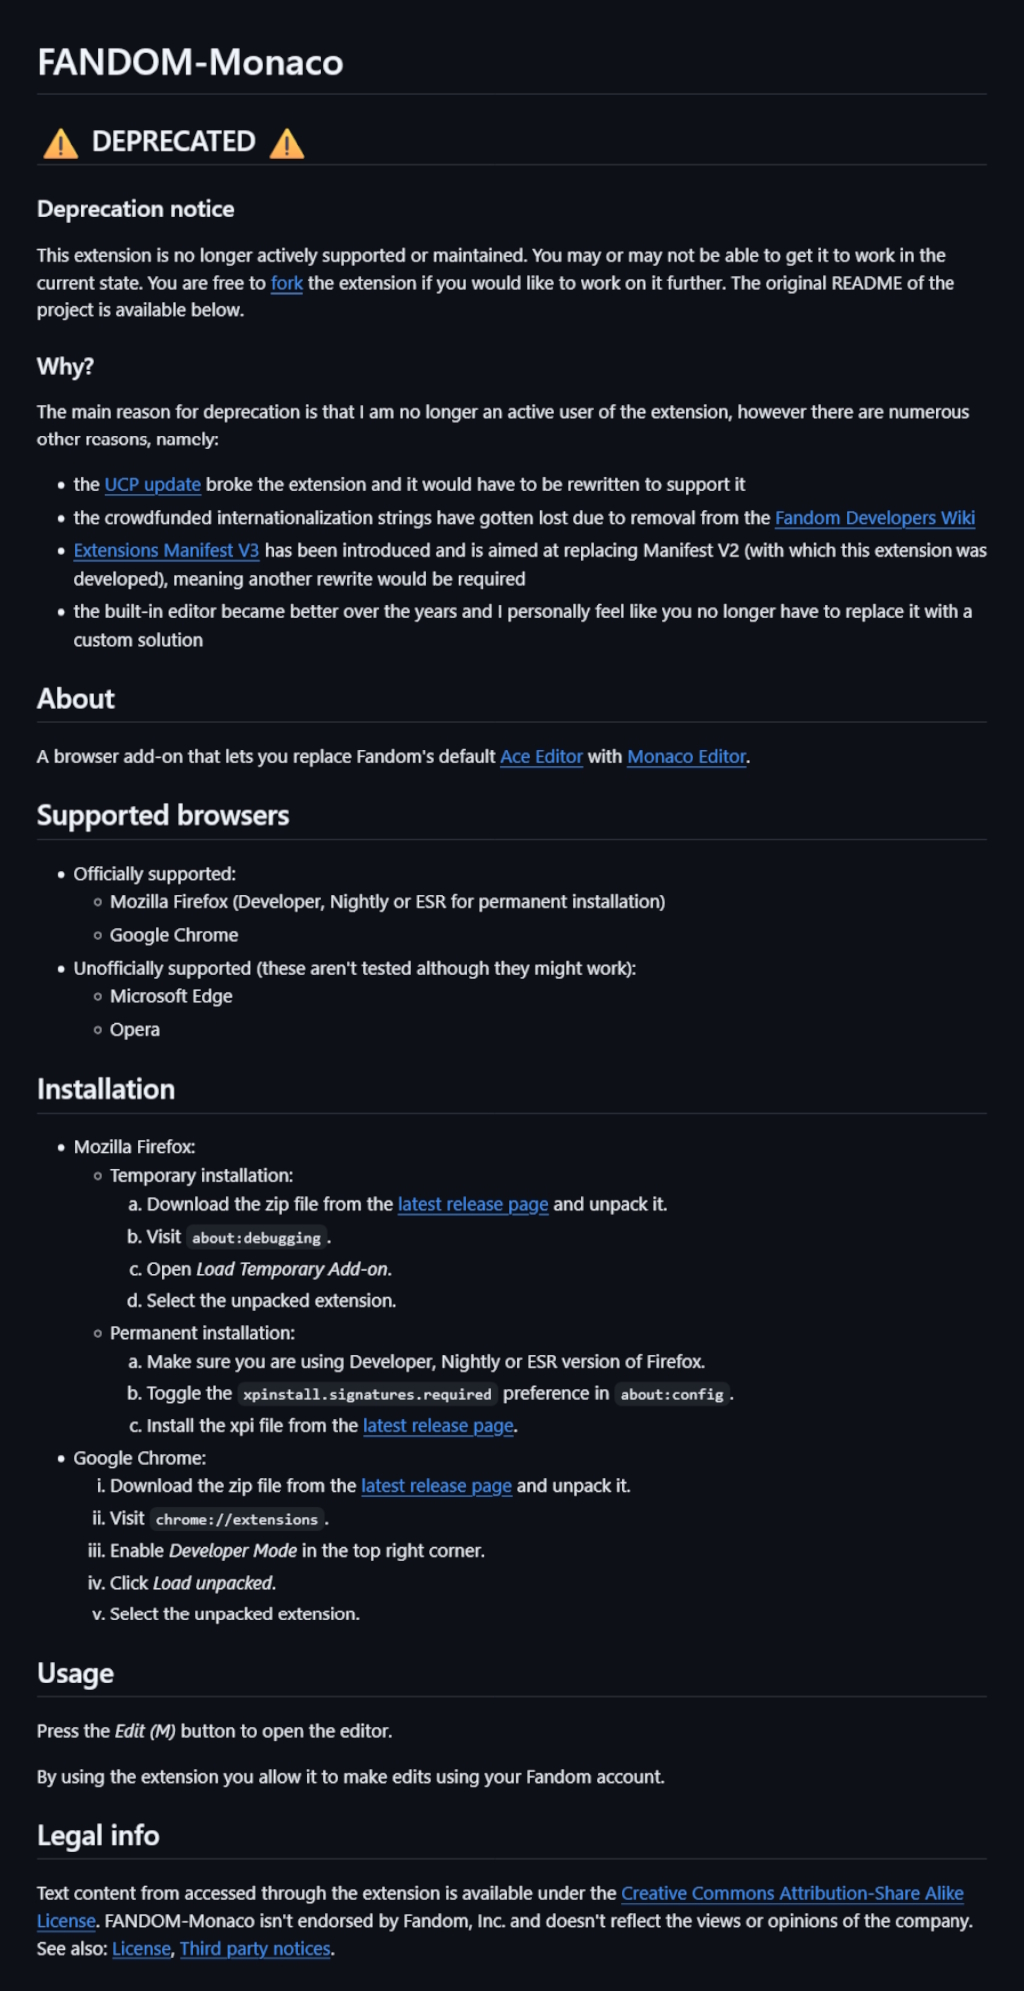 FANDOM-Monaco
⚠️ DEPRECATED ⚠️
Deprecation notice
This extension is no longer actively supported or maintained. You may or may not be able to get it to work in the
current state. You are free to fork the extension if you would like to work on it further. The original README of the
project is available below.
Why?
The main reason for deprecation is that I am no longer an active user of the extension, however there are numerous
other reasons, namely:
• the UCP update broke the extension and it would have to be rewritten to support it
• the crowdfunded internationalization strings have gotten lost due to removal from the Fandom Developers Wiki
• Extensions Manifest V3 has been introduced and is aimed at replacing Manifest V2 (with which this extension was
developed), meaning another rewrite would be required
• the built-in editor became better over the years and I personally feel like you no longer have to replace it with a
custom solution
About
A browser add-on that lets you replace Fandom's default Ace Editor with Monaco Editor.
Supported browsers
• Officially supported:
◦ Mozilla Firefox (Developer, Nightly or ESR for permanent installation)
◦ Google Chrome
• Unofficially supported (these aren't tested although they might work):
◦ Microsoft Edge
◦ Opera
Installation
• Mozilla Firefox:
◦ Temporary installation:
a. Download the zip file from the latest release page and unpack it.
b. Visit about:debugging.
c. Open Load Temporary Add-on.
d. Select the unpacked extension.
◦ Permanent installation:
a. Make sure you are using Developer, Nightly or ESR version of Firefox.
b. Toggle the xpinstall.signatures.required preference in about:config.
c. Install the xpi file from the latest release page.
• Google Chrome:
i. Download the zip file from the latest release page and unpack it.
ii. Visit chrome://extensions.
iii. Enable Developer Mode in the top right corner.
iv. Click Load unpacked.
v. Select the unpacked extension.
Usage
Press the Edit (M) button to open the editor.
By using the extension you allow it to make edits using your Fandom account.
Legal info
Text content from accessed through the extension is available under the Creative Commons Attribution-Share Alike
License. FANDOM-Monaco isn't endorsed by Fandom, Inc. and doesn't reflect the views or opinions of the company.
See also: License, Third party notices.